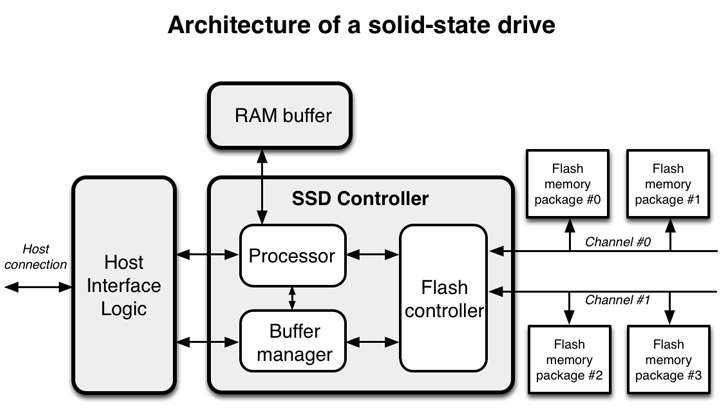 Architecture of a solid-state drive
RAM buffer
SSD Controller
Host
connection
Host
Interface
Logic
Processor
Buffer
manager
Flash
controller
Flash
memory
package #0
Flash
memory
package #1
Channel #0
Channel #1
Flash
memory
package #2
Flash
memory
package #3